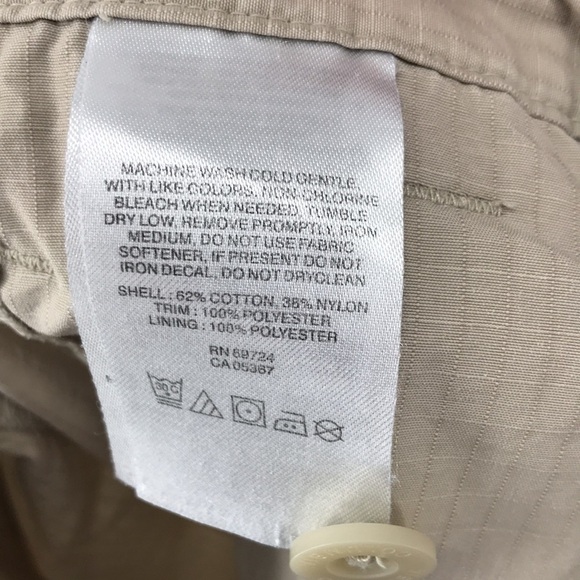 MACHINE WASH COLD GENTLE,
WITH LIKE COLORS, NON-CHLORINE
BLEACH WHEN NEEDED, TUMBLE
DRY LOW, REMOVE PROMPTLY, IRON
MEDIUM, DO NOT USE FABRIC
SOFTENER, IF PRESENT DO NOT
IRON DECAL, DO NOT DRYCLEAN
SHELL : 62% COTTON, 38% NYLON
TRIM : 100% POLYESTER
LINING : 100% POLYESTER
RN 69724
CA 05367
30C